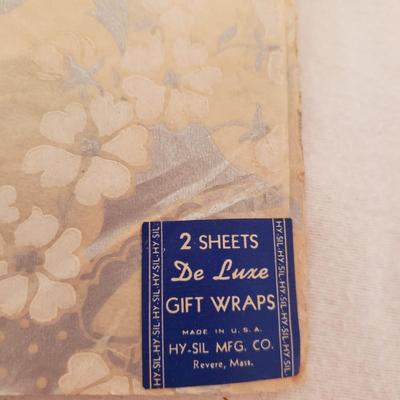 2 SHEETS
De Luxe
GIFT WRAPS
MADE IN U.S.A.
HY-SIL MFG. CO.
Revere, Mass.
HY-SIL-HY-SIL-HY-SIL-HY-SIL-
HY-SIL-HY-SIL-HY-SIL-HY-SIL